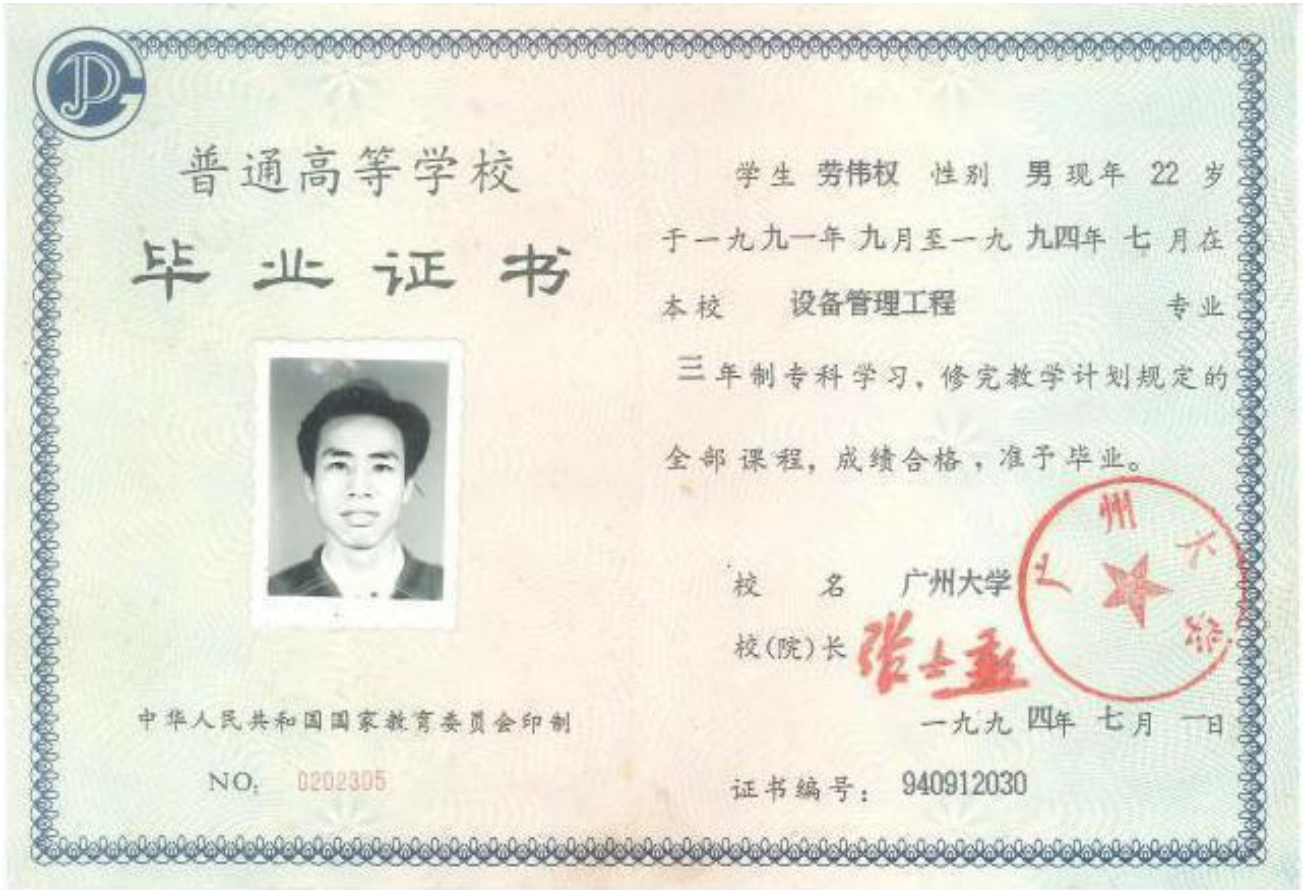 普通高等学校
毕业证书
中华人民共和国国家教育委员会印制
NO: 0202305
学生 劳伟权 性别 男 现年 22 岁
于一九九一年 九月至一九 九四年 七 月在
本校 设备管理工程 专业
三 年制专科学习，修完教学计划规定的
全部课程，成绩合格，准予毕业。
校 名 广州大学
校(院)长 张士
一九九 四年 七月 一日
证书编号： 940912030
广州大学